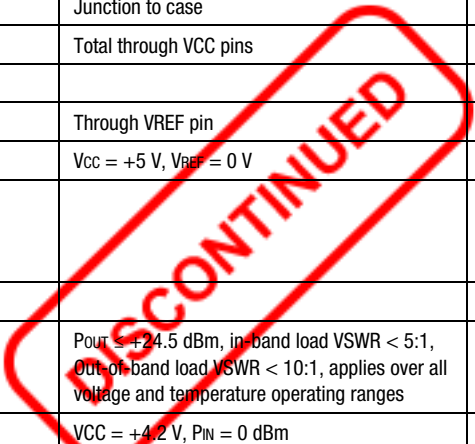 Junction to case
Total through VCC pins
Through VREF pin
VCC = +5 V, VREF = 0 V
DISCONTINUED
POUT ≤ +24.5 dBm, in-band load VSWR < 5:1,
Out-of-band load VSWR < 10:1, applies over all
voltage and temperature operating ranges
VCC = +4.2 V, PIN = 0 dBm